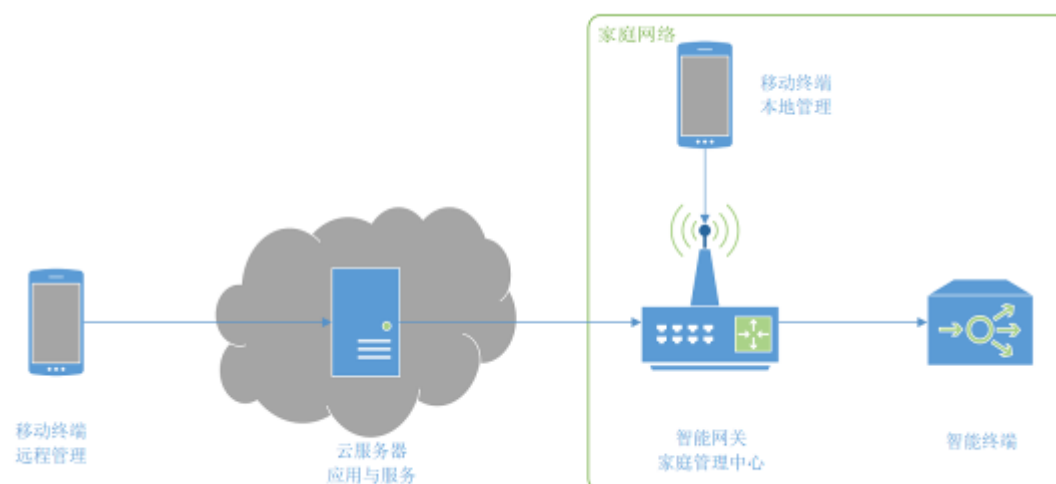 家庭网络
移动终端
本地管理
移动终端
远程管理
云服务器
应用与服务
智能网关
家庭管理中心
智能终端